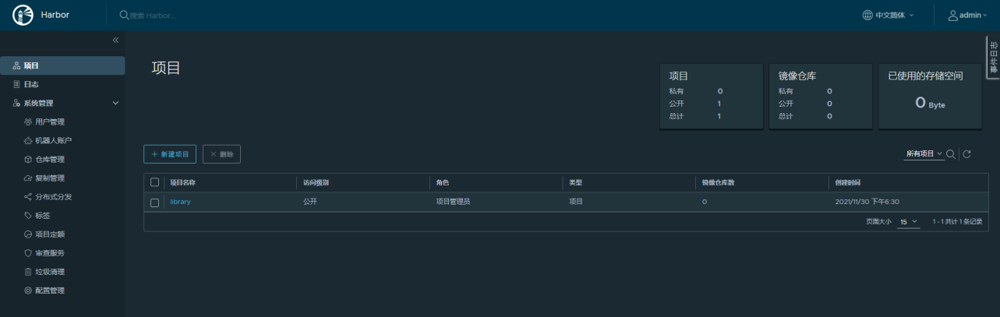 Harbor
搜索 Harbor...
中文简体
admin
事件日志
项目
日志
系统管理
用户管理
机器人账户
仓库管理
复制管理
分布式分发
标签
项目定额
审查服务
垃圾清理
配置管理
项目
项目
私有 0
公开 1
总计 1
镜像仓库
私有 0
公开 0
总计 0
已使用的存储空间
0 Byte
+ 新建项目
× 删除
所有项目
项目名称 访问级别 角色 类型 镜像仓库数 创建时间
library 公开 项目管理员 项目 0 2021/11/30 下午6:30
页面大小 15 1 - 1 共计 1 条记录